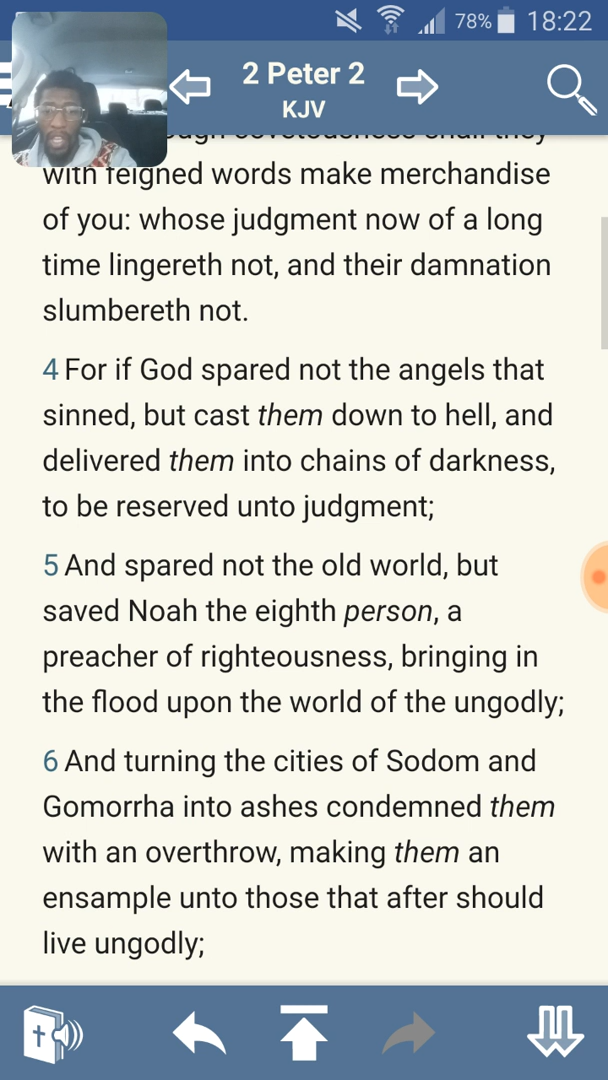 78% 18:22
2 Peter 2
KJV
they
with feigned words make merchandise
of you: whose judgment now of a long
time lingereth not, and their damnation
slumbereth not.
4 For if God spared not the angels that
sinned, but cast them down to hell, and
delivered them into chains of darkness,
to be reserved unto judgment;
5 And spared not the old world, but
saved Noah the eighth person, a
preacher of righteousness, bringing in
the flood upon the world of the ungodly;
6 And turning the cities of Sodom and
Gomorrha into ashes condemned them
with an overthrow, making them an
ensample unto those that after should
live ungodly;